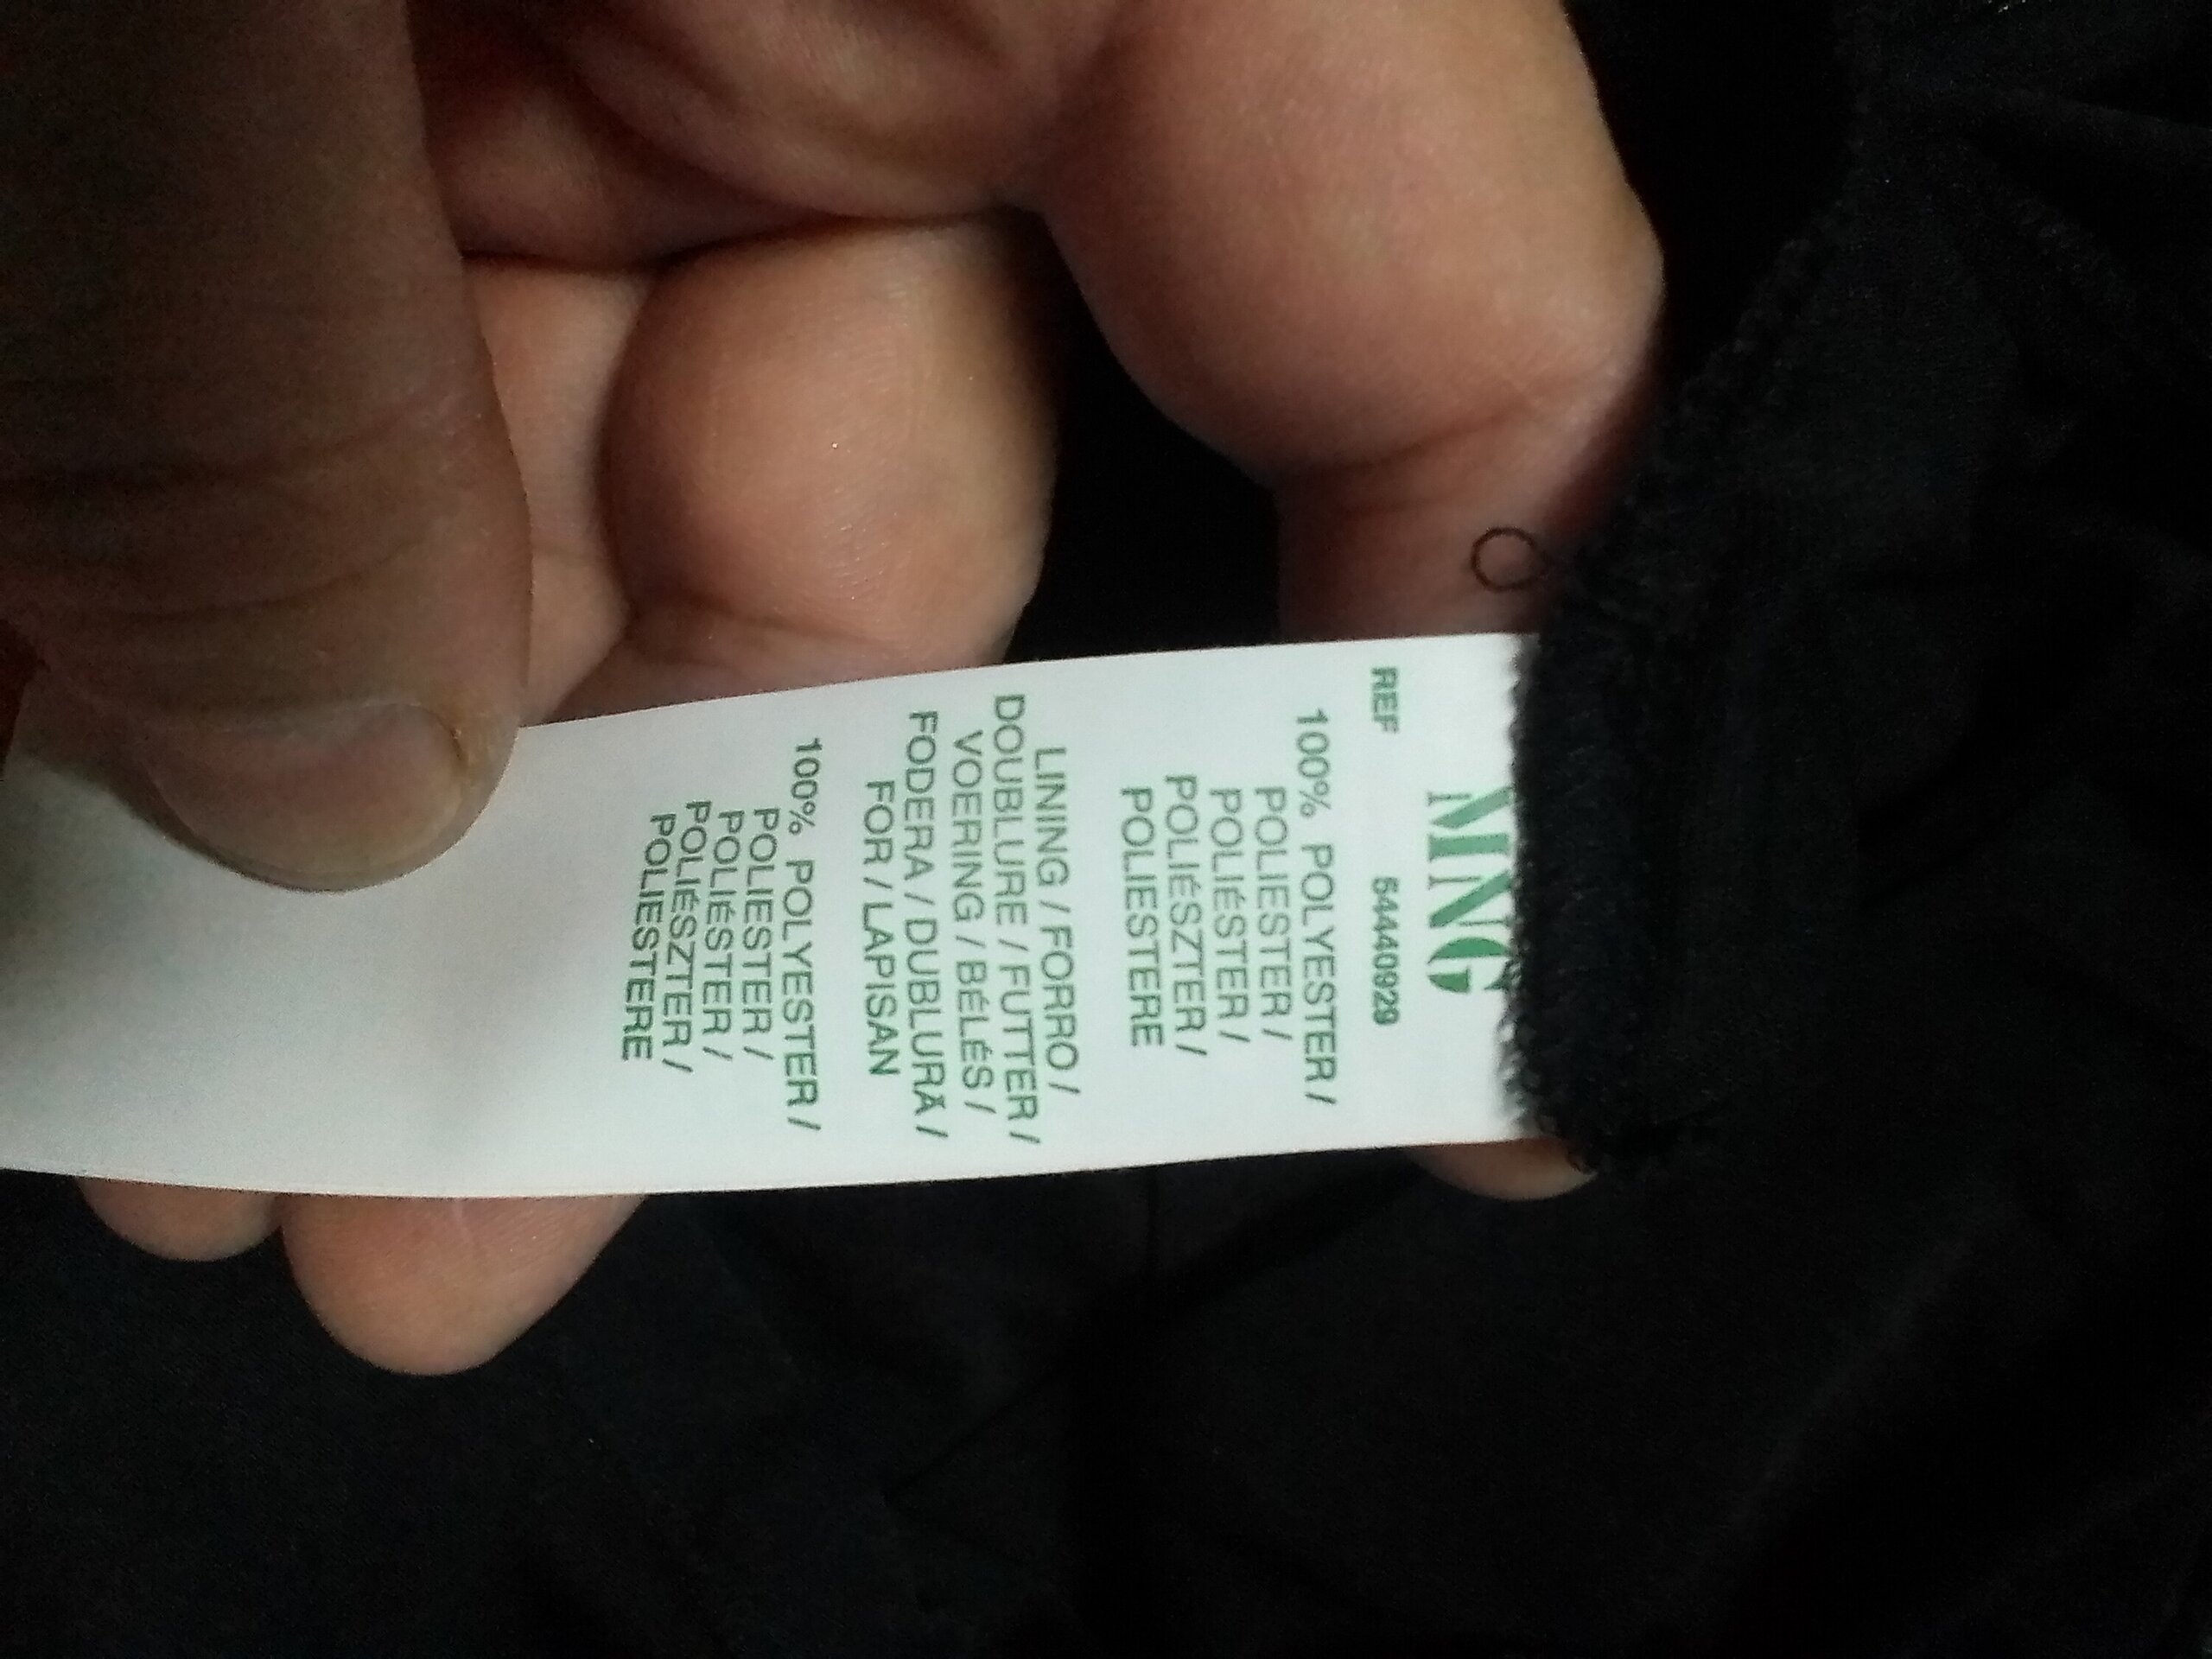 MNG
REF 54440929
100% POLYESTER /
POLIESTER /
POLIÉSTER /
POLIÉSZTER /
POLIESTERE
LINING / FORRO /
DOUBLURE / FUTTER /
VOERING / BÉLÉS /
FODERA / DUBLURĂ /
FOR / LAPISAN
100% POLYESTER /
POLIESTER /
POLIÉSTER /
POLIÉSZTER /
POLIESTERE